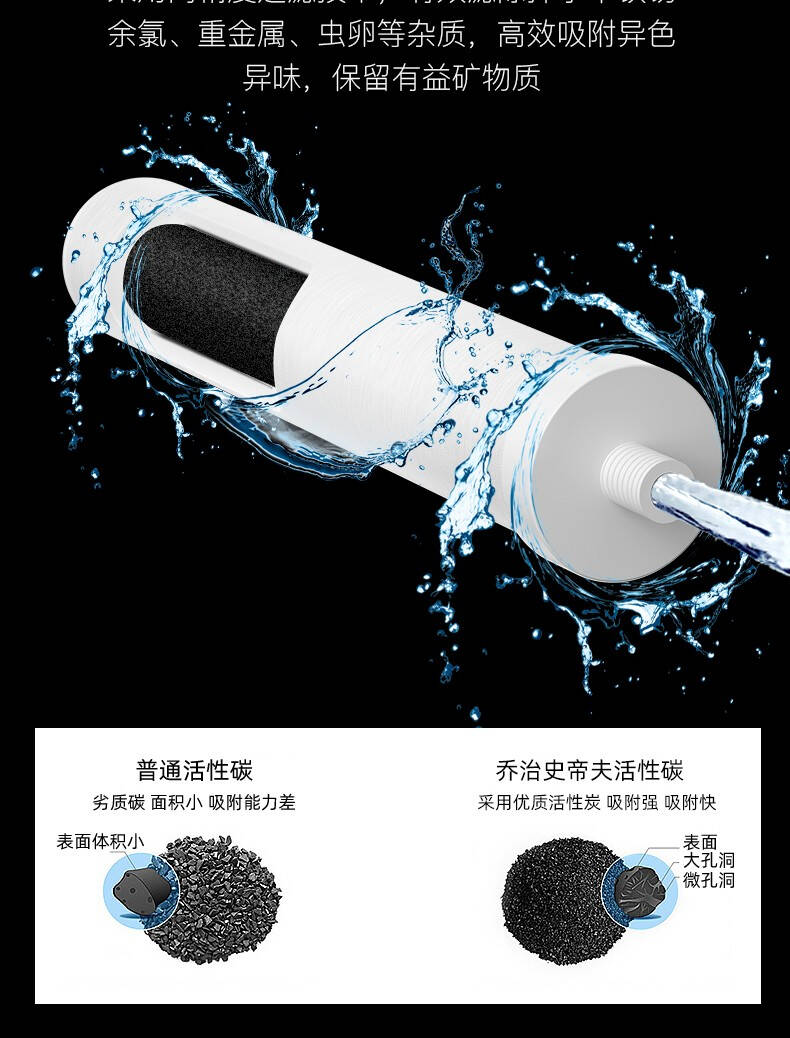 余氯、重金属、虫卵等杂质，高效吸附异色
异味，保留有益矿物质
普通活性碳
劣质碳 面积小 吸附能力差
表面体积小
乔治史帝夫活性碳
采用优质活性炭 吸附强 吸附快
表面
大孔洞
微孔洞